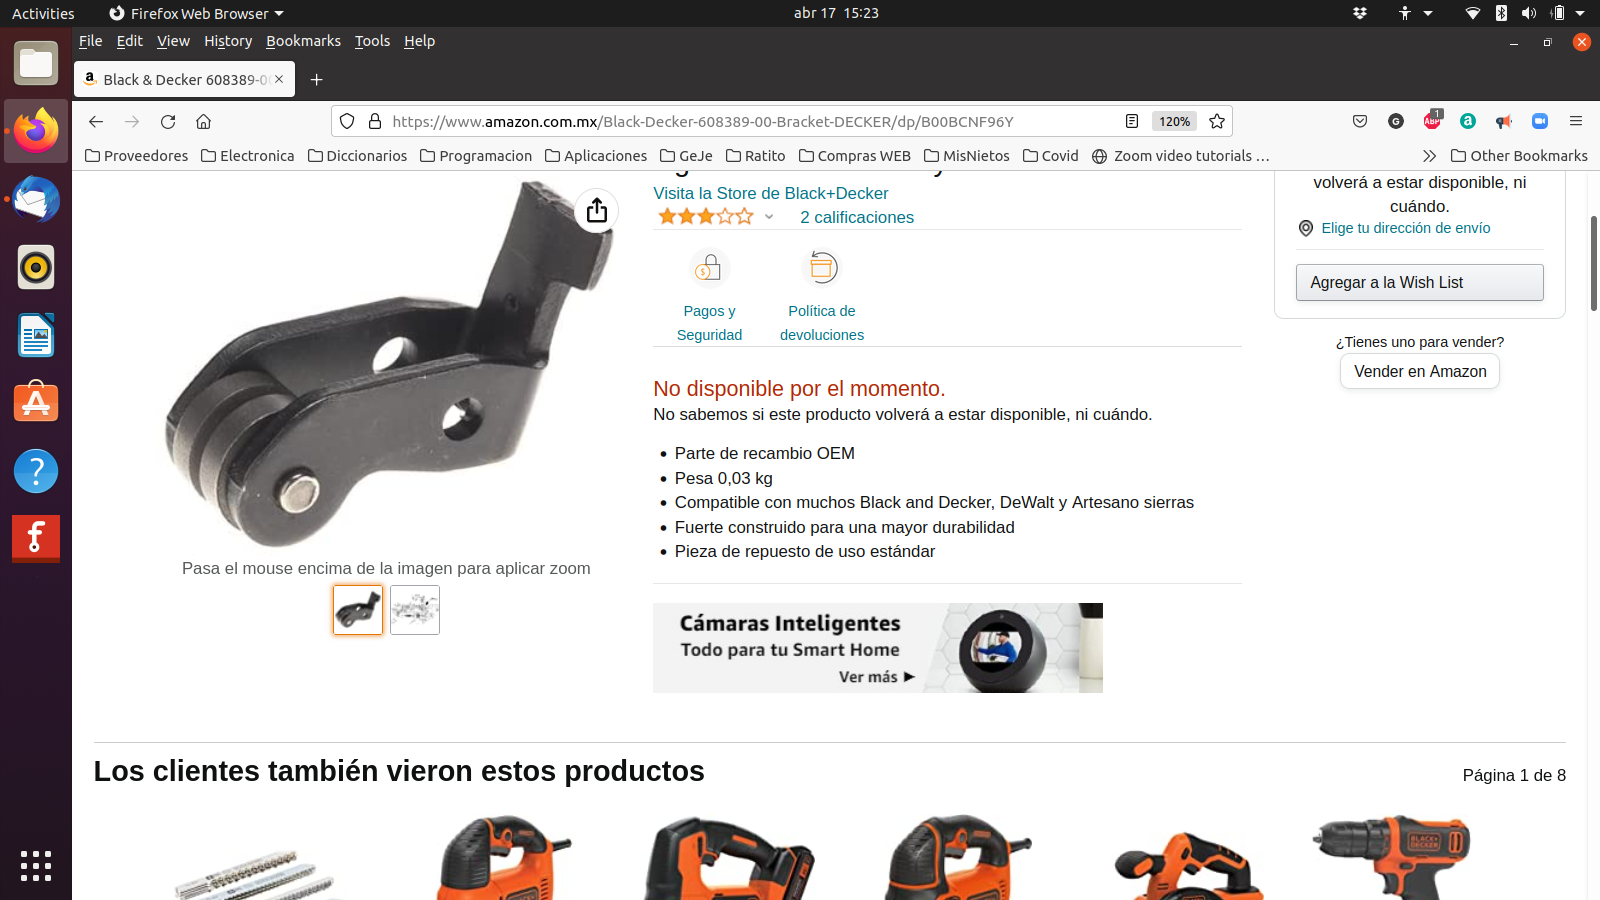 Activities
Firefox Web Browser
abr 17 15:23
File Edit View History Bookmarks Tools Help
Black & Decker 608389-0
https://www.amazon.com.mx/Black-Decker-608389-00-Bracket-DECKER/dp/B00BCNF96Y
120%
G
ABP
1
a
Proveedores
Electronica
Diccionarios
Programacion
Aplicaciones
GeJe
Ratito
Compras WEB
MisNietos
Covid
Zoom video tutorials …
Other Bookmarks
Visita la Store de Black+Decker
2 calificaciones
Pagos y
Seguridad
Política de
devoluciones
No disponible por el momento.
No sabemos si este producto volverá a estar disponible, ni cuándo.
Parte de recambio OEM
Pesa 0,03 kg
Compatible con muchos Black and Decker, DeWalt y Artesano sierras
Fuerte construido para una mayor durabilidad
Pieza de repuesto de uso estándar
Pasa el mouse encima de la imagen para aplicar zoom
Cámaras Inteligentes
Todo para tu Smart Home
Ver más
volverá a estar disponible, ni
cuándo.
Elige tu dirección de envío
Agregar a la Wish List
¿Tienes uno para vender?
Vender en Amazon
Los clientes también vieron estos productos
Página 1 de 8
BLACK+
DECKER